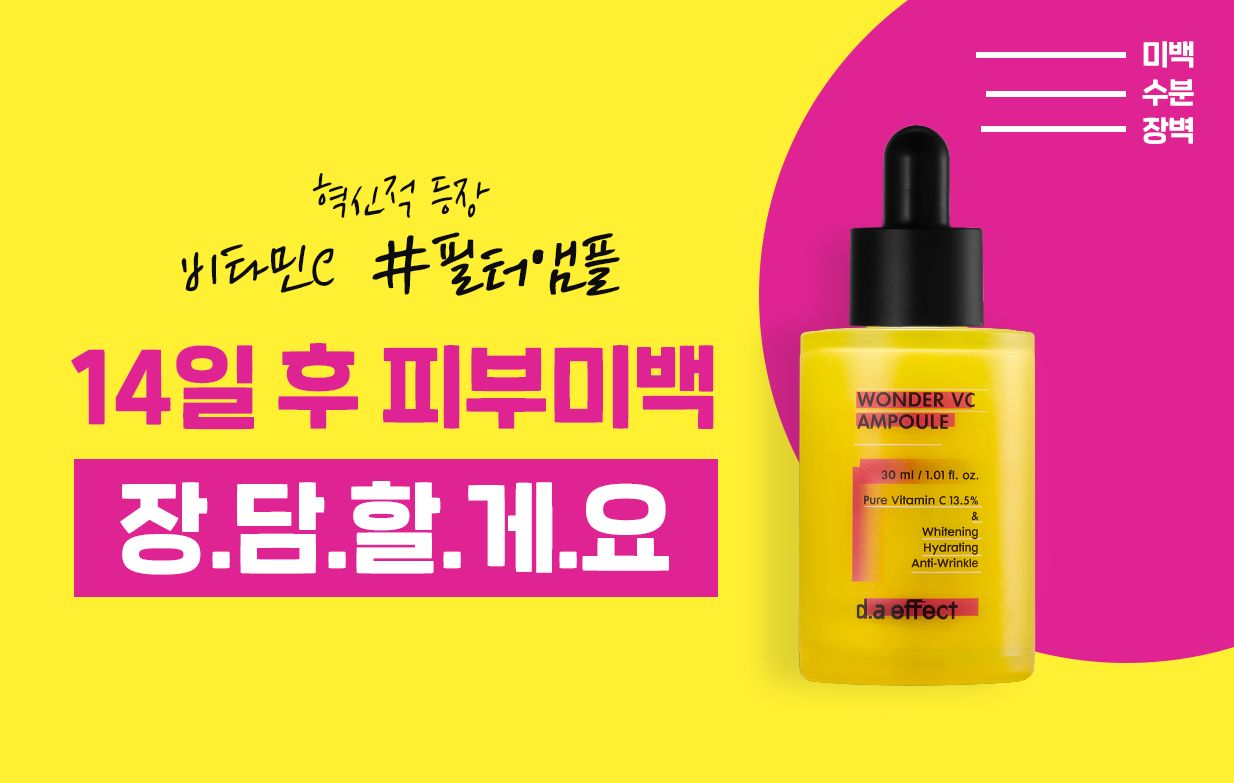 미백
수분
장벽
혁신적 등장
비타민C #필터앰플
14일 후 피부미백
장.담.할.게.요
WONDER VC
AMPOULE
30 ml / 1.01 fl. oz.
Pure Vitamin C 13.5%
&
Whitening
Hydrating
Anti-Wrinkle
d.a effect